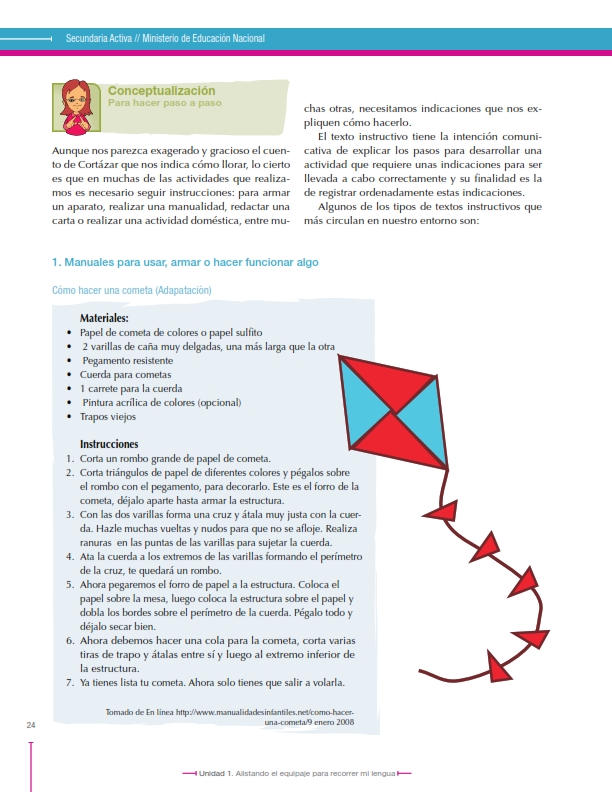 Secundaria Activa // Ministerio de Educación Nacional
Conceptualización
Para hacer paso a paso
Aunque nos parezca exagerado y gracioso el cuen-
to de Cortázar que nos indica cómo llorar, lo cierto
es que en muchas de las actividades que realiza-
mos es necesario seguir instrucciones: para armar
un aparato, realizar una manualidad, redactar una
carta o realizar una actividad doméstica, entre mu-
chas otras, necesitamos indicaciones que nos ex-
pliquen cómo hacerlo.
El texto instructivo tiene la intención comuni-
cativa de explicar los pasos para desarrollar una
actividad que requiere unas indicaciones para ser
llevada a cabo correctamente y su finalidad es la
de registrar ordenadamente estas indicaciones.
Algunos de los tipos de textos instructivos que
más circulan en nuestro entorno son:
1. Manuales para usar, armar o hacer funcionar algo
Cómo hacer una cometa (Adapatación)
Materiales:
• Papel de cometa de colores o papel sulfito
• 2 varillas de caña muy delgadas, una más larga que la otra
• Pegamento resistente
• Cuerda para cometas
• 1 carrete para la cuerda
• Pintura acrílica de colores (opcional)
• Trapos viejos
Instrucciones
1. Corta un rombo grande de papel de cometa.
2. Corta triángulos de papel de diferentes colores y pégalos sobre
el rombo con el pegamento, para decorarlo. Este es el forro de la
cometa, déjalo aparte hasta armar la estructura.
3. Con las dos varillas forma una cruz y átala muy justa con la cuer-
da. Hazle muchas vueltas y nudos para que no se afloje. Realiza
ranuras en las puntas de las varillas para sujetar la cuerda.
4. Ata la cuerda a los extremos de las varillas formando el perímetro
de la cruz, te quedará un rombo.
5. Ahora pegaremos el forro de papel a la estructura. Coloca el
papel sobre la mesa, luego coloca la estructura sobre el papel y
dobla los bordes sobre el perímetro de la cuerda. Pégalo todo y
déjalo secar bien.
6. Ahora debemos hacer una cola para la cometa, corta varias
tiras de trapo y átalas entre sí y luego al extremo inferior de
la estructura.
7. Ya tienes lista tu cometa. Ahora solo tienes que salir a volarla.
Tomado de En línea http://www.manualidadesinfantiles.net/como-hacer-
una-cometa/9 enero 2008
24
Unidad 1. Alistando el equipaje para recorrer mi lengua